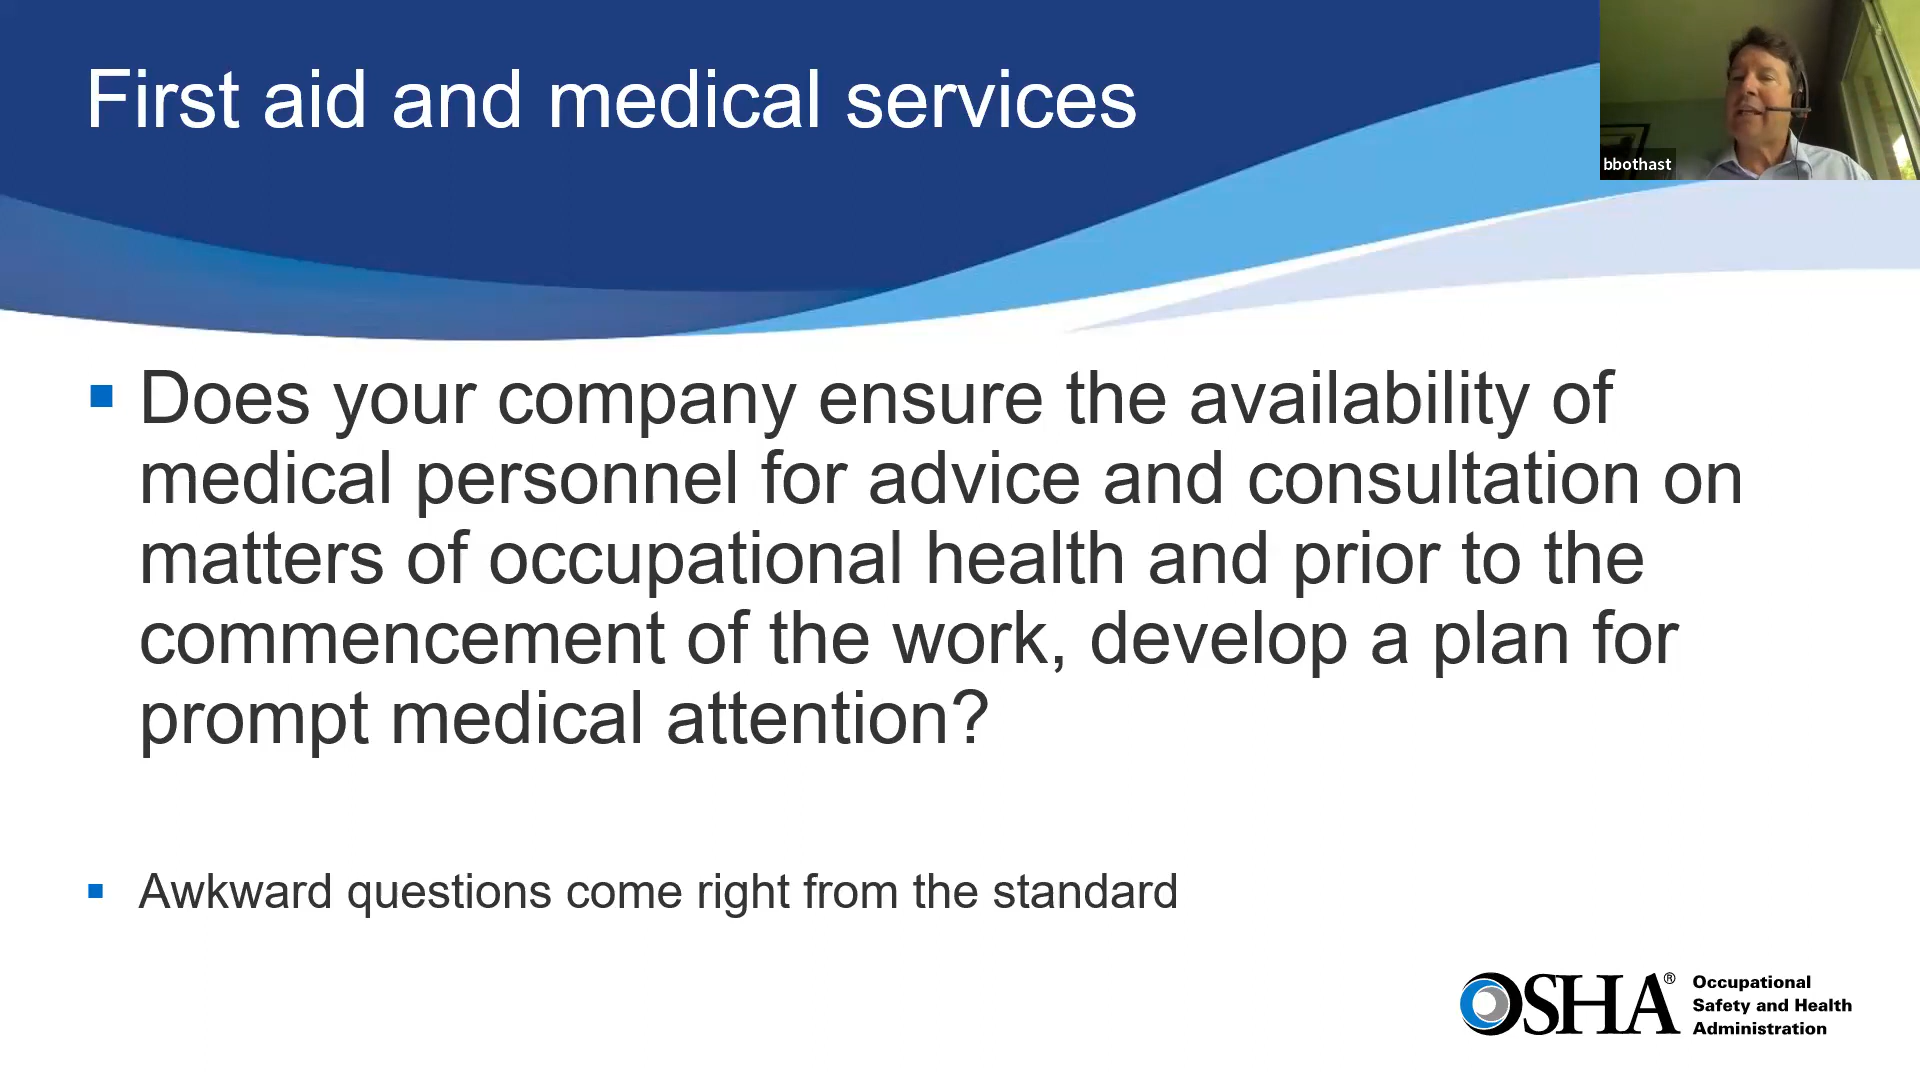 First aid and medical services
bbothast
Does your company ensure the availability of
medical personnel for advice and consultation on
matters of occupational health and prior to the
commencement of the work, develop a plan for
prompt medical attention?
Awkward questions come right from the standard
OSHA®
Occupational
Safety and Health
Administration